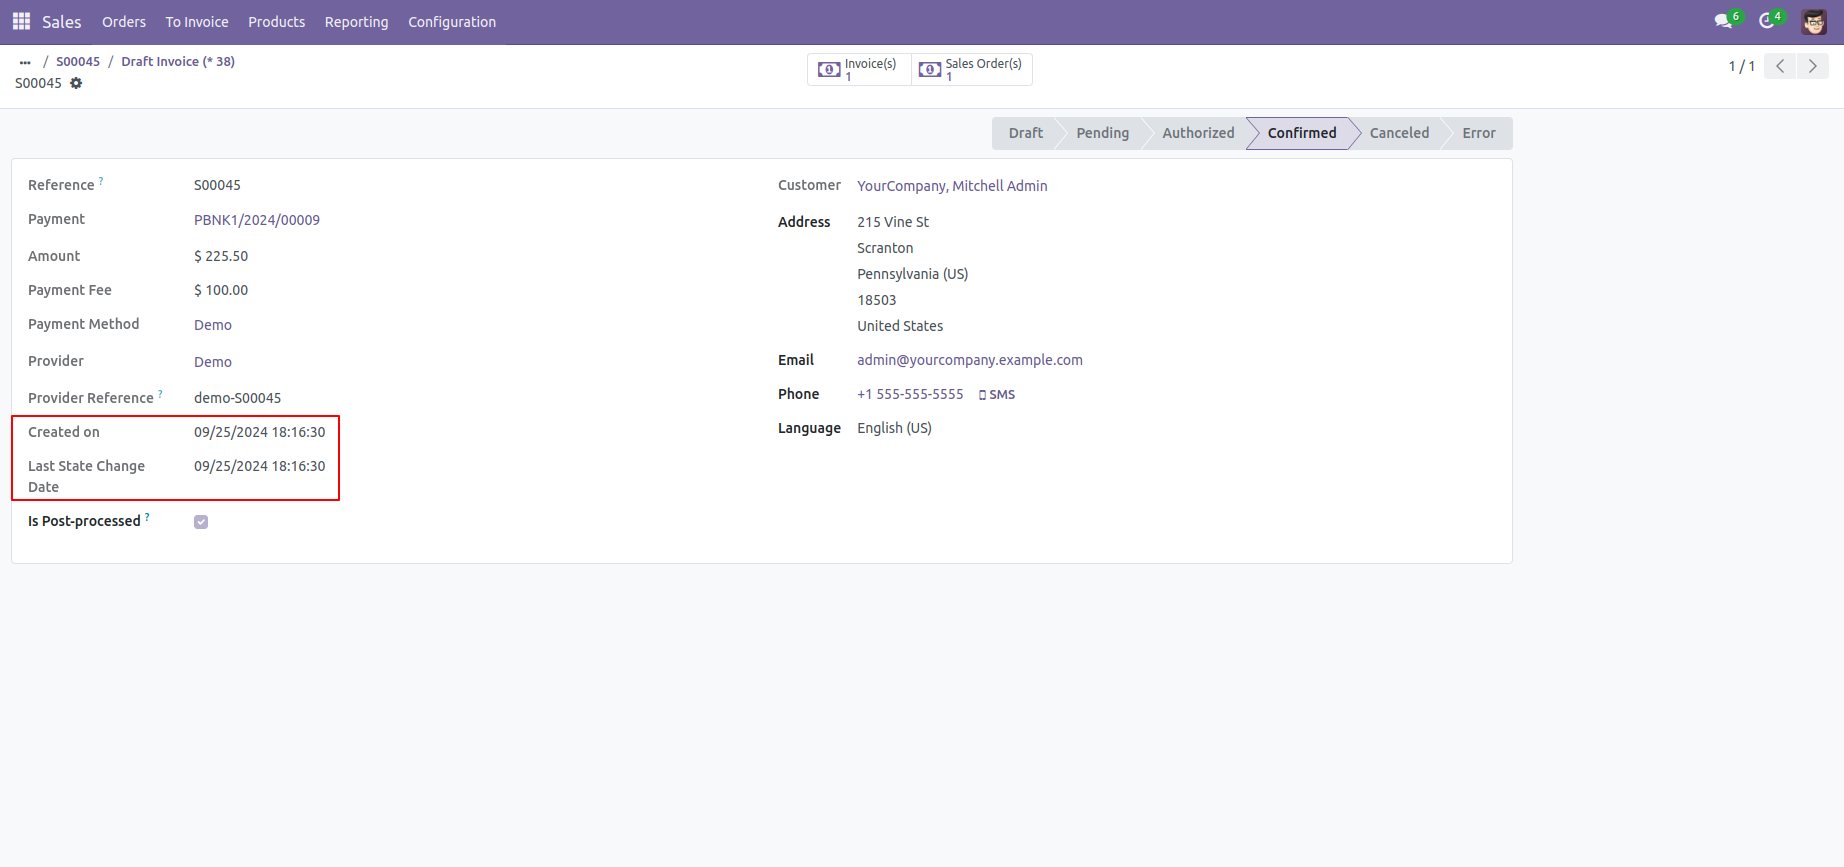 Sales Orders To Invoice Products Reporting Configuration 6 4
... / S00045 / Draft Invoice (* 38)
S00045
Invoice(s)
1
Sales Order(s)
1
1 / 1
Draft Pending Authorized Confirmed Canceled Error
Reference ? S00045
Payment PBNK1/2024/00009
Amount $ 225.50
Payment Fee $ 100.00
Payment Method Demo
Provider Demo
Provider Reference ? demo-S00045
Created on 09/25/2024 18:16:30
Last State Change
Date
09/25/2024 18:16:30
Is Post-processed ?
Customer YourCompany, Mitchell Admin
Address 215 Vine St
Scranton
Pennsylvania (US)
18503
United States
Email admin@yourcompany.example.com
Phone +1 555-555-5555 SMS
Language English (US)